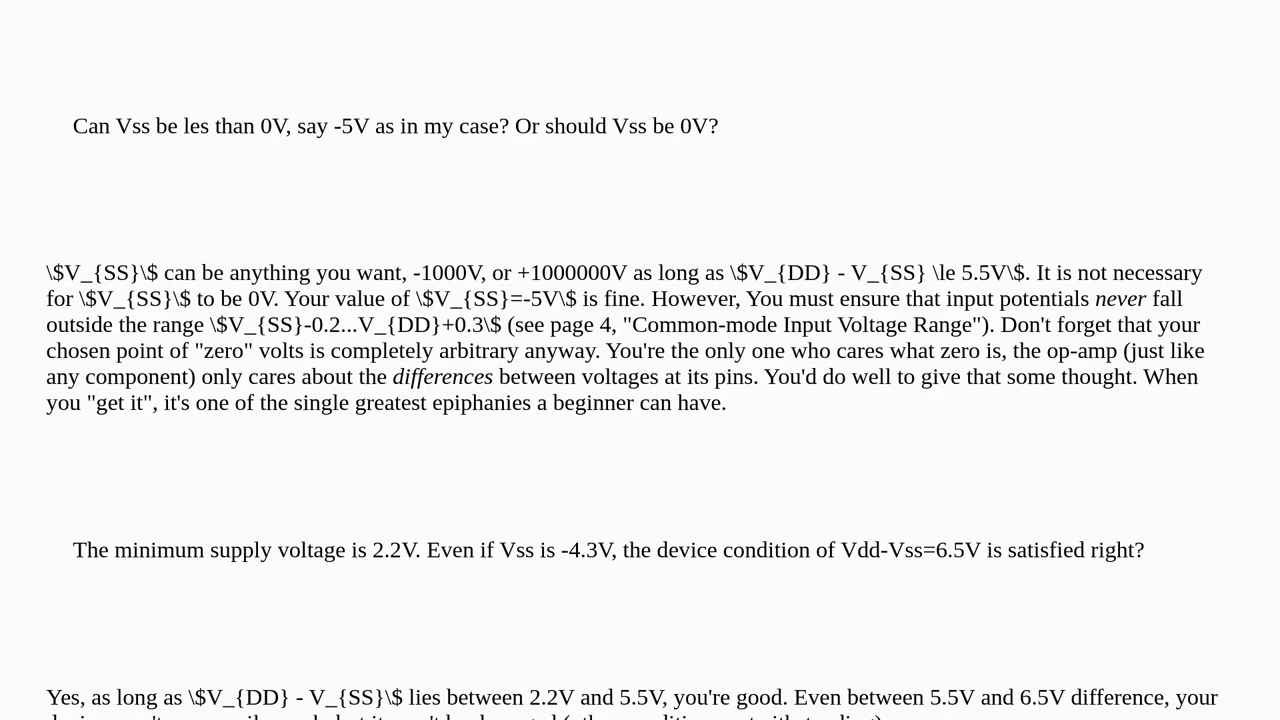 Can Vss be les than 0V, say -5V as in my case? Or should Vss be 0V?
\$V_{SS}\$ can be anything you want, -1000V, or +1000000V as long as \$V_{DD} - V_{SS} \le 5.5V\$. It is not necessary
for \$V_{SS}\$ to be 0V. Your value of \$V_{SS}=-5V\$ is fine. However, You must ensure that input potentials never fall
outside the range \$V_{SS}-0.2...V_{DD}+0.3\$ (see page 4, "Common-mode Input Voltage Range"). Don't forget that your
chosen point of "zero" volts is completely arbitrary anyway. You're the only one who cares what zero is, the op-amp (just like
any component) only cares about the differences between voltages at its pins. You'd do well to give that some thought. When
you "get it", it's one of the single greatest epiphanies a beginner can have.
The minimum supply voltage is 2.2V. Even if Vss is -4.3V, the device condition of Vdd-Vss=6.5V is satisfied right?
Yes, as long as \$V_{DD} - V_{SS}\$ lies between 2.2V and 5.5V, you're good. Even between 5.5V and 6.5V difference, your